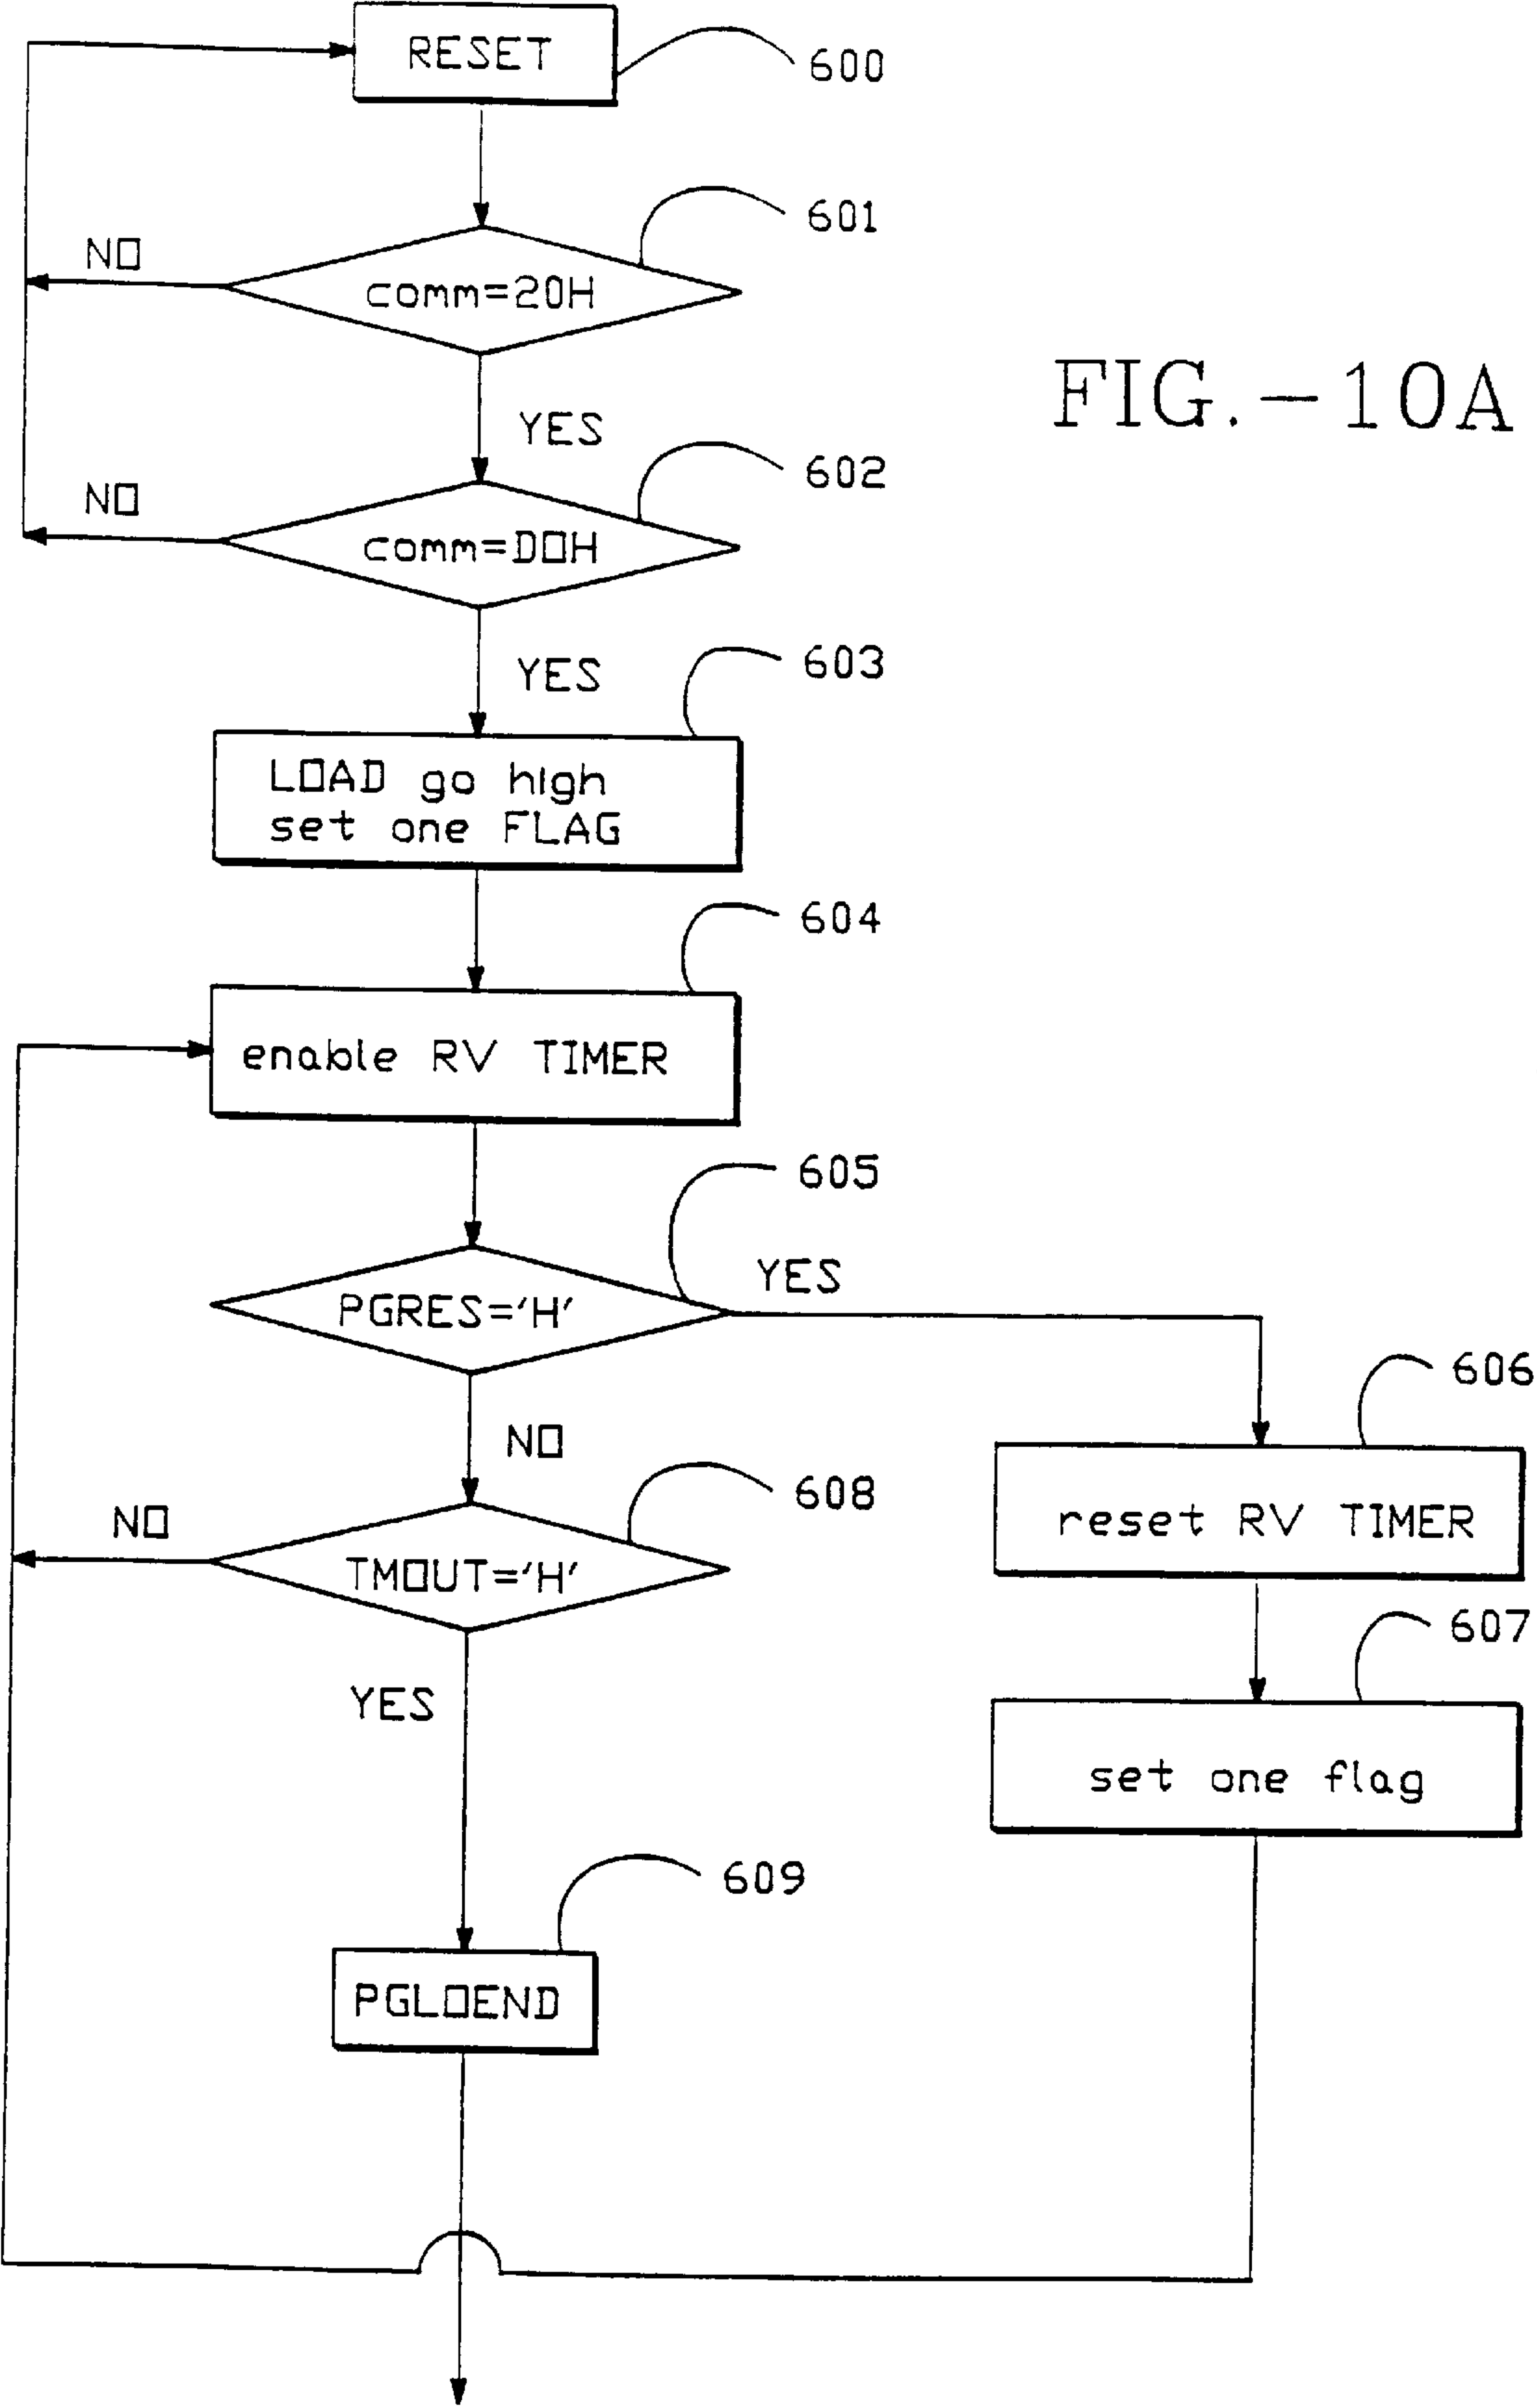 RESET
600
601
NO
comm=20H
FIG.-10A
YES
602
NO
comm=D0H
YES
603
LOAD go high
set one FLAG
604
enable RV TIMER
605
YES
PGRES='H'
606
NO
608
NO
reset RV TIMER
TMOUT='H'
607
YES
set one flag
609
PGLOEND